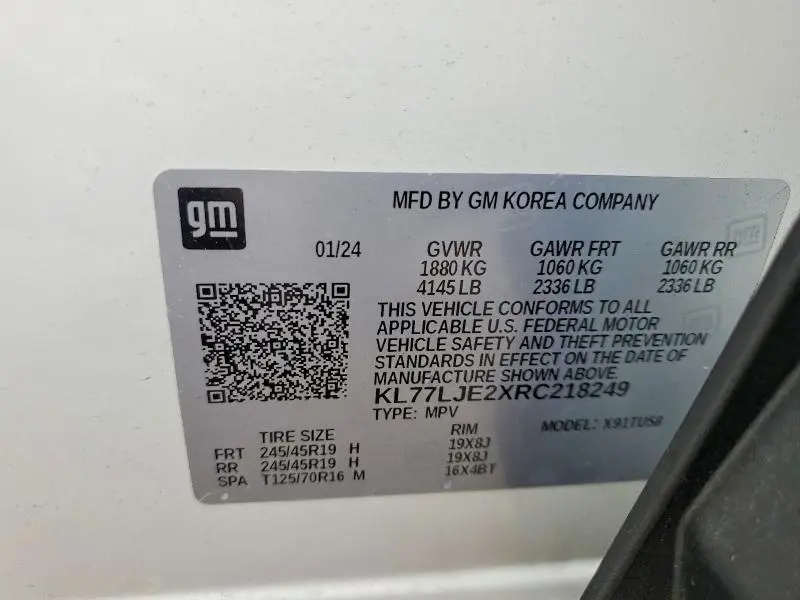 gm
MFD BY GM KOREA COMPANY
01/24 GVWR GAWR FRT GAWR RR
1880 KG 1060 KG 1060 KG
4145 LB 2336 LB 2336 LB
THIS VEHICLE CONFORMS TO ALL
APPLICABLE U.S. FEDERAL MOTOR
VEHICLE SAFETY AND THEFT PREVENTION
STANDARDS IN EFFECT ON THE DATE OF
MANUFACTURE SHOWN ABOVE.
KL77LJE2XRC218249
TYPE: MPV
MODEL: X91TUS8
TIRE SIZE RIM
FRT 245/45R19 H 19X8J
RR 245/45R19 H 19X8J
SPA T125/70R16 M 16X4BT